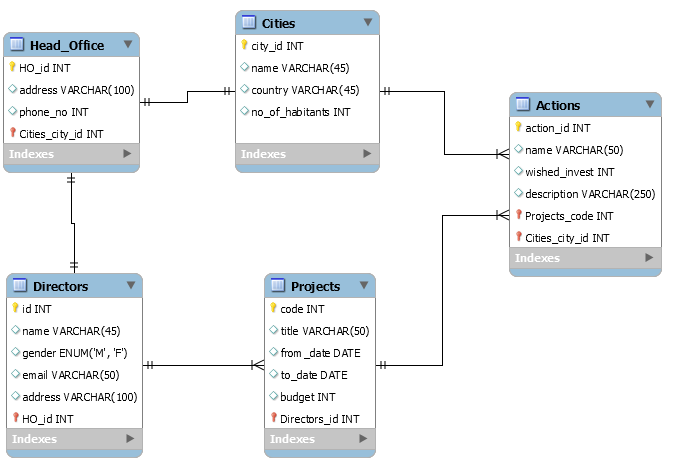 Head_Office
HO_id INT
address VARCHAR(100)
phone_no INT
Cities_city_id INT
Indexes
Cities
city_id INT
name VARCHAR(45)
country VARCHAR(45)
no_of_habitants INT
Indexes
Actions
action_id INT
name VARCHAR(50)
wished_invest INT
description VARCHAR(250)
Projects_code INT
Cities_city_id INT
Indexes
Directors
id INT
name VARCHAR(45)
gender ENUM('M', 'F')
email VARCHAR(50)
address VARCHAR(100)
HO_id INT
Indexes
Projects
code INT
title VARCHAR(50)
from_date DATE
to_date DATE
budget INT
Directors_id INT
Indexes